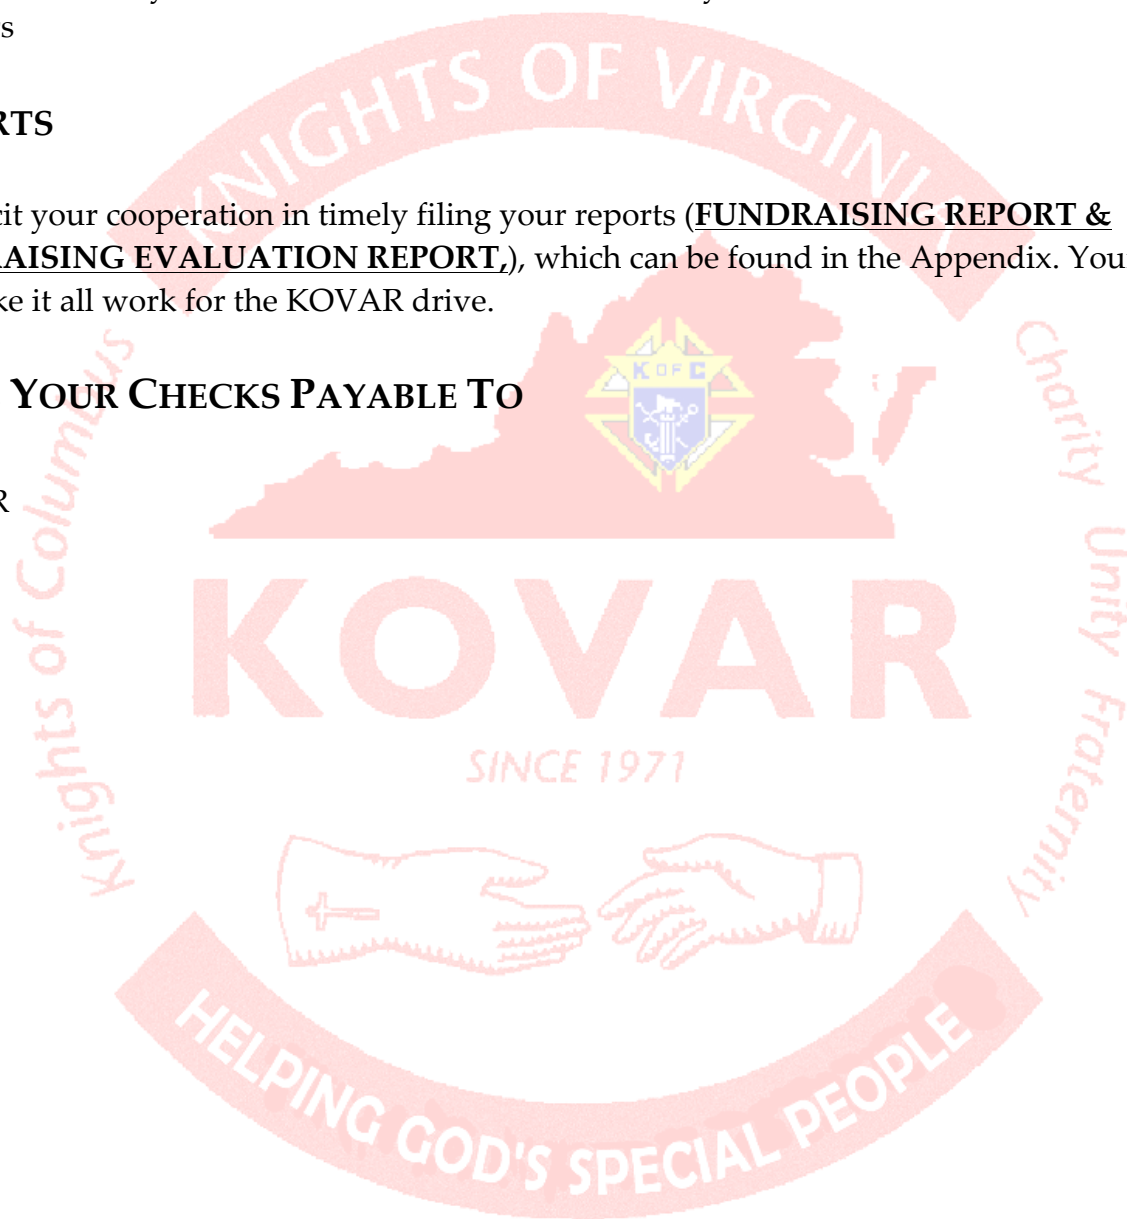 s
RTS
cit your cooperation in timely filing your reports (FUNDRAISING REPORT &
AISING EVALUATION REPORT,), which can be found in the Appendix. You
ke it all work for the KOVAR drive.
YOUR CHECKS PAYABLE TO
R
KNIGHTS OF VIRGINIA
Knights of Columbus
Charity Unity Fraternity
K OF C
KOVAR
SINCE 1971
HELPING GOD'S SPECIAL PEOPLE